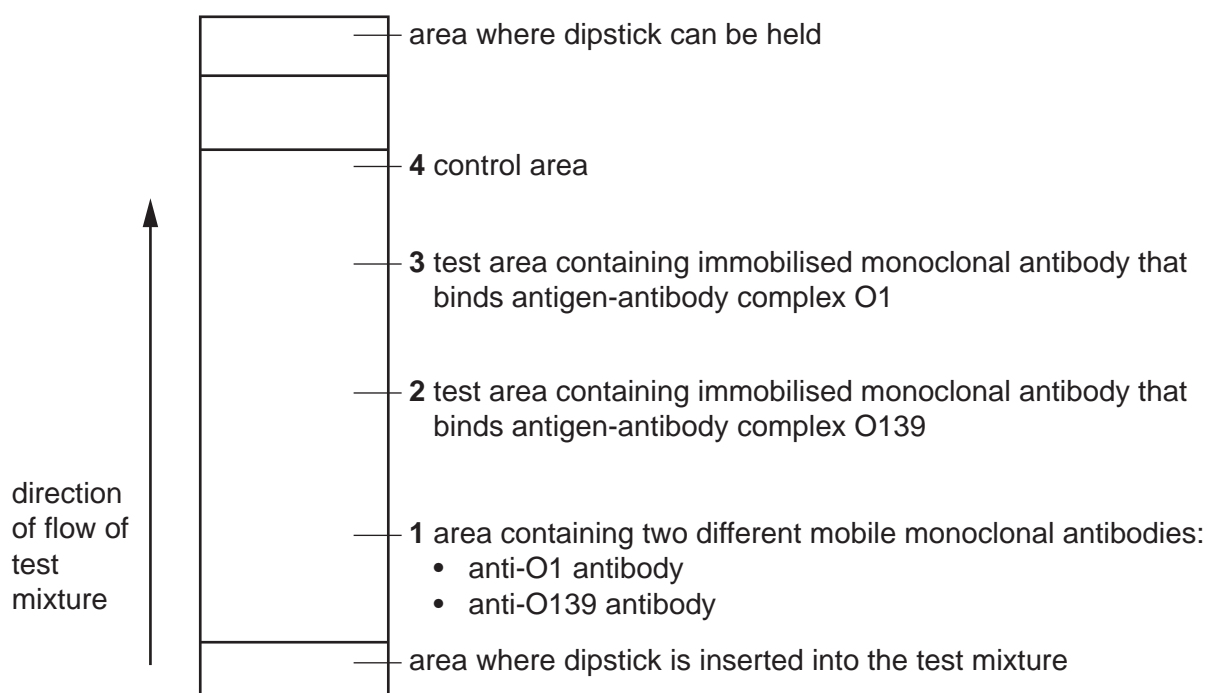 area where dipstick can be held
4 control area
3 test area containing immobilised monoclonal antibody that
binds antigen-antibody complex O1
2 test area containing immobilised monoclonal antibody that
binds antigen-antibody complex O139
direction
of flow of
test
mixture
1 area containing two different mobile monoclonal antibodies:
• anti-O1 antibody
• anti-O139 antibody
area where dipstick is inserted into the test mixture